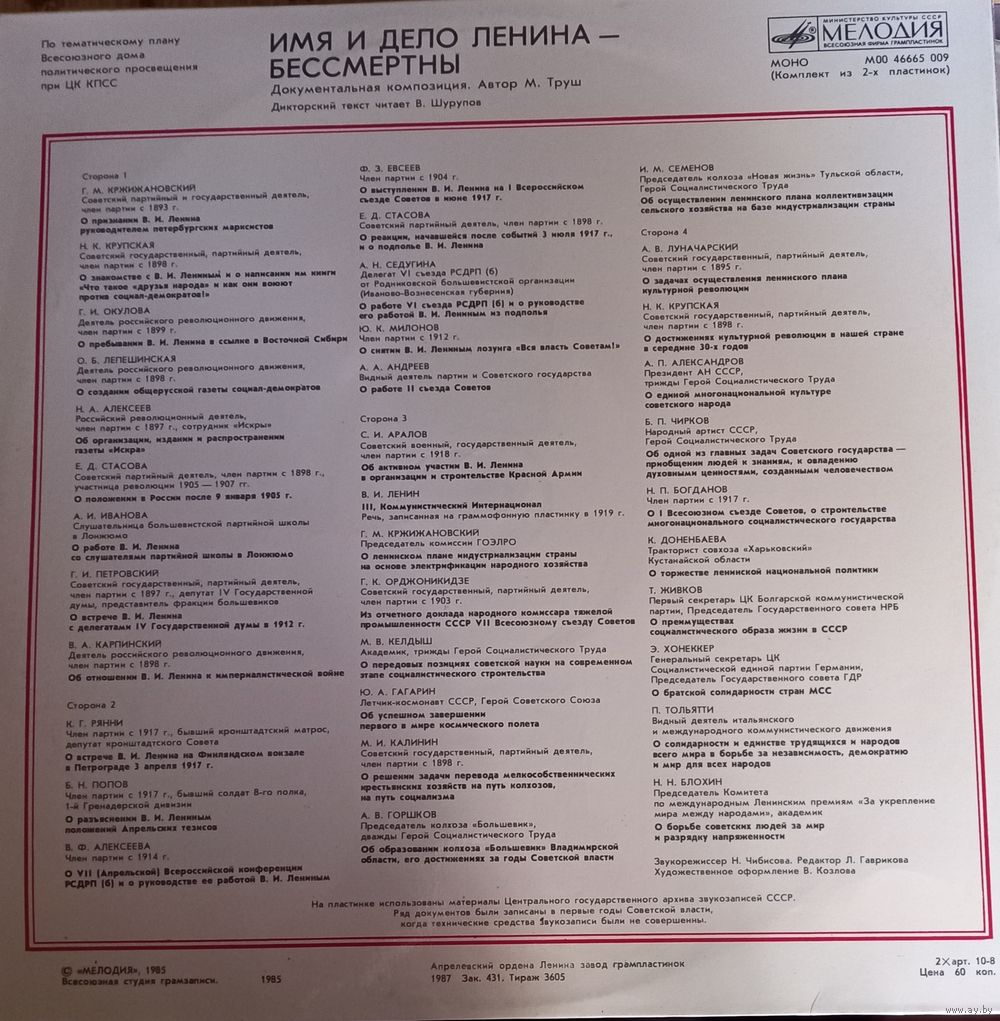 По тематическому плану
Всесоюзного дома
политического просвещения
при ЦК КПСС
ИМЯ И ДЕЛО ЛЕНИНА —
БЕССМЕРТНЫ
Документальная композиция. Автор М. Труш
Дикторский текст читает В. Шурупов
МИНИСТЕРСТВО КУЛЬТУРЫ СССР
МЕЛОДИЯ
ВСЕСОЮЗНАЯ ФИРМА ГРАМПЛАСТИНОК
МОНО М00 46665 009
(Комплект из 2-х пластинок)
Сторона 1
Г. М. КРЖИЖАНОВСКИЙ
Советский партийный и государственный деятель,
член партии с 1893 г.
О признании В. И. Ленина
руководителем петербургских марксистов
Н. К. КРУПСКАЯ
Советский государственный, партийный деятель,
член партии с 1898 г.
О знакомстве с В. И. Лениным и о написании им книги
«Что такое «друзья народа» и как они воюют
против социал-демократов!»
Г. И. ОКУЛОВА
Деятель российского революционного движения,
член партии с 1899 г.
О пребывании В. И. Ленина в ссылке в Восточной Сибири
О. Б. ЛЕПЕШИНСКАЯ
Деятель российского революционного движения,
член партии с 1898 г.
О создании общерусской газеты социал-демократов
Н. А. АЛЕКСЕЕВ
Российский революционный деятель,
член партии с 1897 г., сотрудник «Искры»
Об организации, издании и распространении
газеты «Искра»
Е. Д. СТАСОВА
Советский партийный деятель, член партии с 1898 г.,
участница революции 1905 — 1907 гг.
О положении в России после 9 января 1905 г.
А. И. ИВАНОВА
Слушательница большевистской партийной школы
в Лонжюмо
О работе В. И. Ленина
со слушателями партийной школы в Лонжюмо
Г. И. ПЕТРОВСКИЙ
Советский государственный, партийный деятель,
член партии с 1897 г., депутат IV Государственной
думы, представитель фракции большевиков
О встрече В. И. Ленина
с делегатами IV Государственной думы в 1912 г.
В. А. КАРПИНСКИЙ
Деятель российского революционного движения,
член партии с 1898 г.
Об отношении В. И. Ленина к империалистической войне
Сторона 2
К. Г. РЯННИ
Член партии с 1917 г., бывший кронштадтский матрос,
депутат кронштадтского Совета
О встрече В. И. Ленина на Финляндском вокзале
в Петрограде 3 апреля 1917 г.
Б. Н. ПОПОВ
Член партии с 1917 г., бывший солдат 8-го полка,
1-й Гренадерской дивизии
О разъяснении В. И. Лениным
положений Апрельских тезисов
В. Ф. АЛЕКСЕЕВА
Член партии с 1914 г.
О VII (Апрельской) Всероссийской конференции
РСДРП (б) и о руководстве ее работой В. И. Лениным
Ф. З. ЕВСЕЕВ
Член партии с 1904 г.
О выступлении В. И. Ленина на I Всероссийском
съезде Советов в июне 1917 г.
Е. Д. СТАСОВА
Советский партийный деятель, член партии с 1898 г.
О реакции, начавшейся после событий 3 июля 1917 г.,
и о подполье В. И. Ленина
А. Н. СЕДУГИНА
Делегат VI съезда РСДРП (б)
от Родниковской большевистской организации
(Иваново-Вознесенская губерния)
О работе VI съезда РСДРП (б) и о руководстве
его работой В. И. Лениным из подполья
Ю. К. МИЛОНОВ
Член партии с 1912 г.
О снятии В. И. Лениным лозунга «Вся власть Советам!»
А. А. АНДРЕЕВ
Видный деятель партии и Советского государства
О работе II съезда Советов
Сторона 3
С. И. АРАЛОВ
Советский военный, государственный деятель,
член партии с 1918 г.
Об активном участии В. И. Ленина
в организации и строительстве Красной Армии
В. И. ЛЕНИН
III, Коммунистический Интернационал
Речь, записанная на граммофонную пластинку в 1919 г.
Г. М. КРЖИЖАНОВСКИЙ
Председатель комиссии ГОЭЛРО
О ленинском плане индустриализации страны
на основе электрификации народного хозяйства
Г. К. ОРДЖОНИКИДЗЕ
Советский государственный, партийный деятель,
член партии с 1903 г.
Из отчетного доклада народного комиссара тяжелой
промышленности СССР VII Всесоюзному съезду Советов
М. В. КЕЛДЫШ
Академик, трижды Герой Социалистического Труда
О передовых позициях советской науки на современном
этапе социалистического строительства
Ю. А. ГАГАРИН
Летчик-космонавт СССР, Герой Советского Союза
Об успешном завершении
первого в мире космического полета
М. И. КАЛИНИН
Советский государственный, партийный деятель,
член партии с 1898 г.
О решении задачи перевода мелкособственнических
крестьянских хозяйств на путь колхозов,
на путь социализма
А. В. ГОРШКОВ
Председатель колхоза «Большевик»,
дважды Герой Социалистического Труда
Об образовании колхоза «Большевик» Владимирской
области, его достижениях за годы Советской власти
И. М. СЕМЕНОВ
Председатель колхоза «Новая жизнь» Тульской области,
Герой Социалистического Труда
Об осуществлении ленинского плана коллективизации
сельского хозяйства на базе индустриализации страны
Сторона 4
А. В. ЛУНАЧАРСКИЙ
Советский государственный, партийный деятель,
член партии с 1895 г.
О задачах осуществления ленинского плана
культурной революции
Н. К. КРУПСКАЯ
Советский государственный, партийный деятель,
член партии с 1898 г.
О достижениях культурной революции в нашей стране
в середине 30-х годов
А. П. АЛЕКСАНДРОВ
Президент АН СССР,
трижды Герой Социалистического Труда
О единой многонациональной культуре
советского народа
Б. П. ЧИРКОВ
Народный артист СССР,
Герой Социалистического Труда
Об одной из главных задач Советского государства —
приобщении людей к знаниям, к овладению
духовными ценностями, созданными человечеством
Н. П. БОГДАНОВ
Член партии с 1917 г.
О I Всесоюзном съезде Советов, о строительстве
многонационального социалистического государства
К. ДОНЕНБАЕВА
Тракторист совхоза «Харьковский»
Кустанайской области
О торжестве ленинской национальной политики
Т. ЖИВКОВ
Первый секретарь ЦК Болгарской коммунистической
партии, Председатель Государственного совета НРБ
О преимуществах
социалистического образа жизни в СССР
Э. ХОНЕККЕР
Генеральный секретарь ЦК
Социалистической единой партии Германии,
Председатель Государственного совета ГДР
О братской солидарности стран МСС
П. ТОЛЬЯТТИ
Видный деятель итальянского
и международного коммунистического движения
О солидарности и единстве трудящихся и народов
всего мира в борьбе за независимость, демократию
и мир для всех народов
Н. Н. БЛОХИН
Председатель Комитета
по международным Ленинским премиям «За укрепление
мира между народами», академик
О борьбе советских людей за мир
и разрядку напряженности
Звукорежиссер Н. Чибисова. Редактор Л. Гаврикова
Художественное оформление В. Козлова
На пластинке использованы материалы Центрального государственного архива звукозаписей СССР.
Ряд документов были записаны в первые годы Советской власти,
когда технические средства звукозаписи были не совершенны.
© «МЕЛОДИЯ», 1985
Всесоюзная студия грамзаписи. 1985
Апрелевский ордена Ленина завод грампластинок
1987 Зак. 431. Тираж 3605
2Харт. 10-8
Цена 60 коп.
www.ay.by